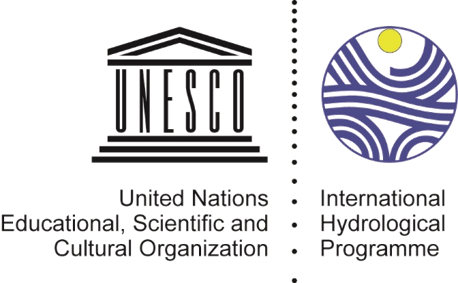 UNESCO
United Nations
Educational, Scientific and
Cultural Organization
International
Hydrological
Programme